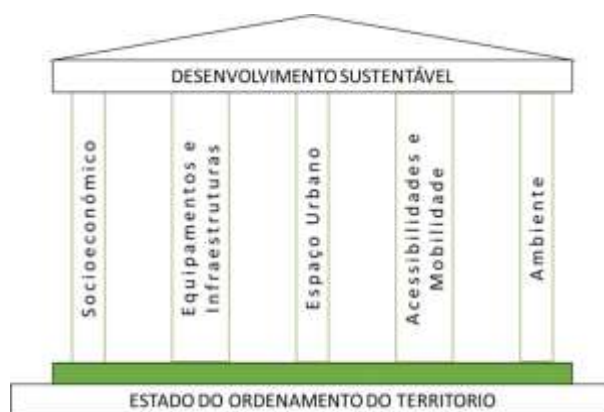 DESENVOLVIMENTO SUSTENTÁVEL
Socioeconómico
Equipamentos e
Infraestruturas
Espaço Urbano
Acessibilidades e
Mobilidade
Ambiente
ESTADO DO ORDENAMENTO DO TERRITORIO